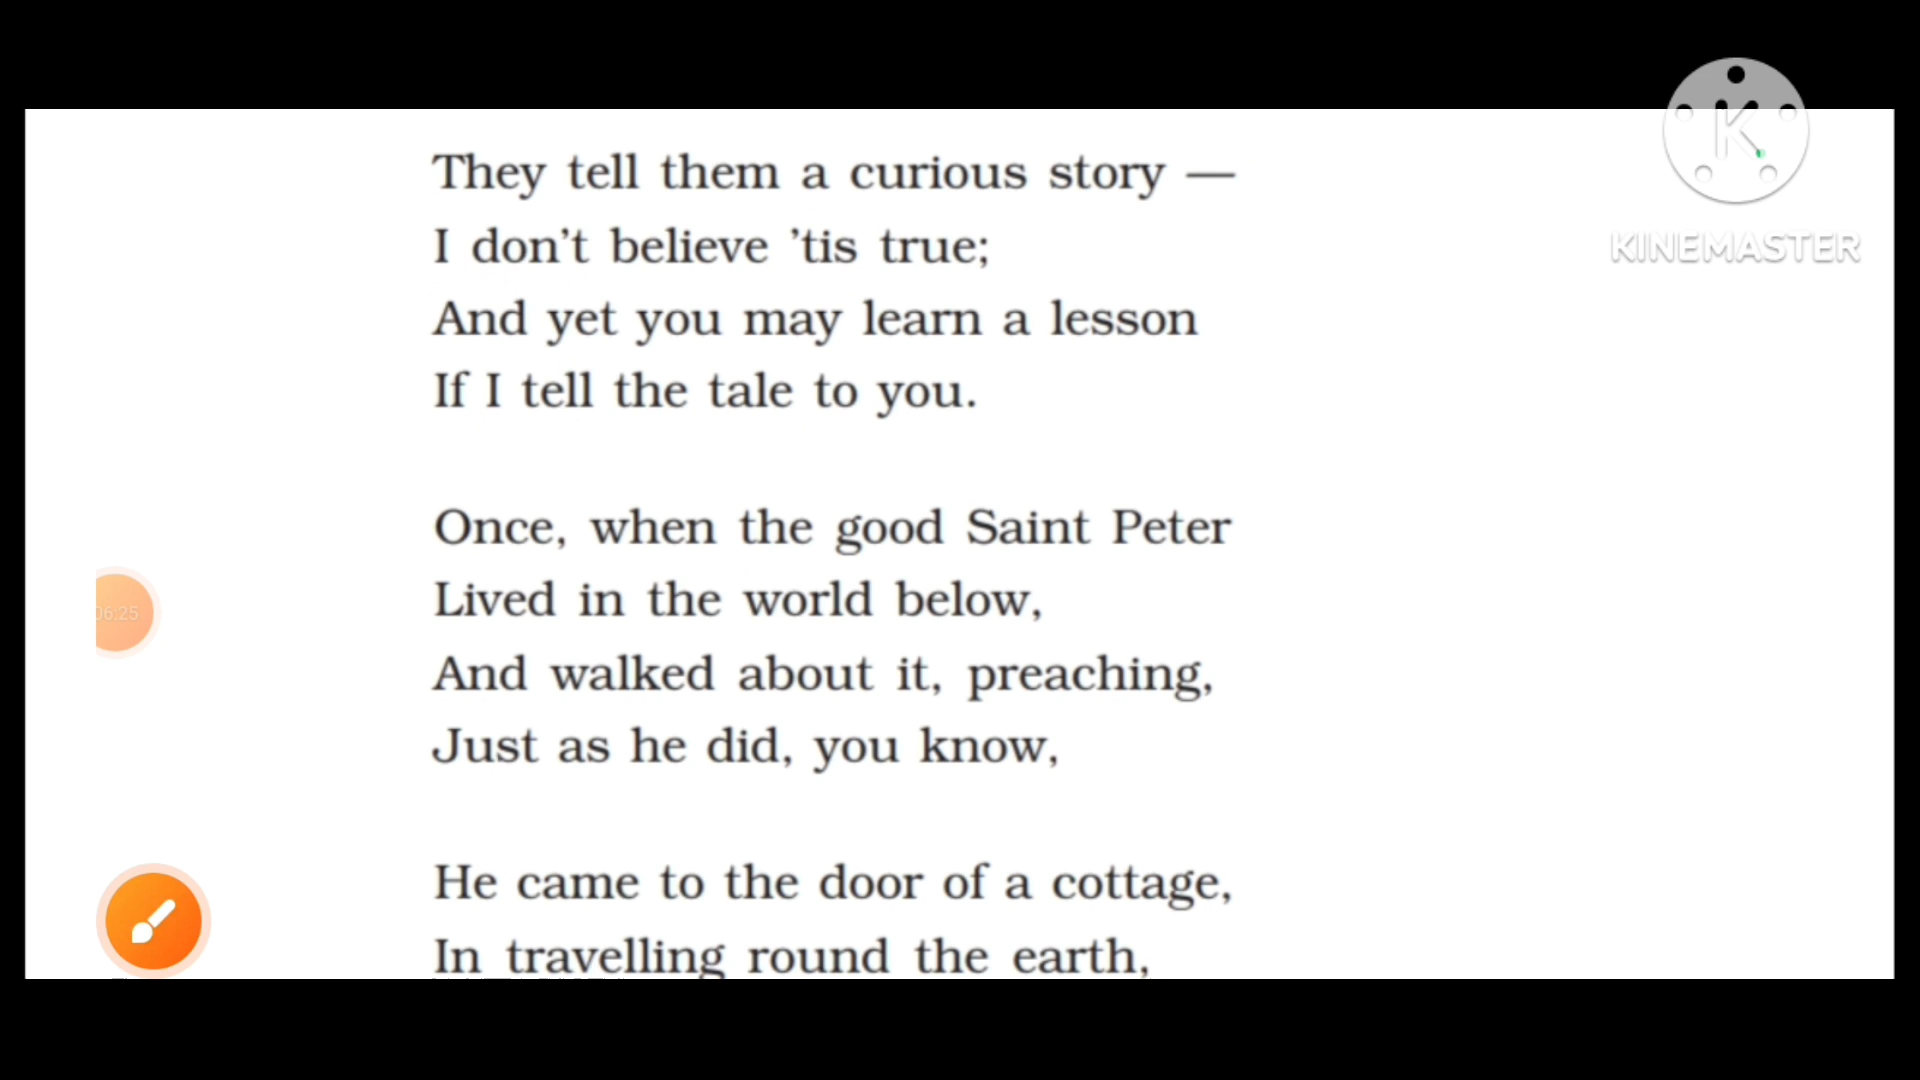 They tell them a curious story —
I don't believe 'tis true;
And yet you may learn a lesson
If I tell the tale to you.
Once, when the good Saint Peter
Lived in the world below,
And walked about it, preaching,
Just as he did, you know,
He came to the door of a cottage,
In travelling round the earth,
06:25
K
KINEMASTER